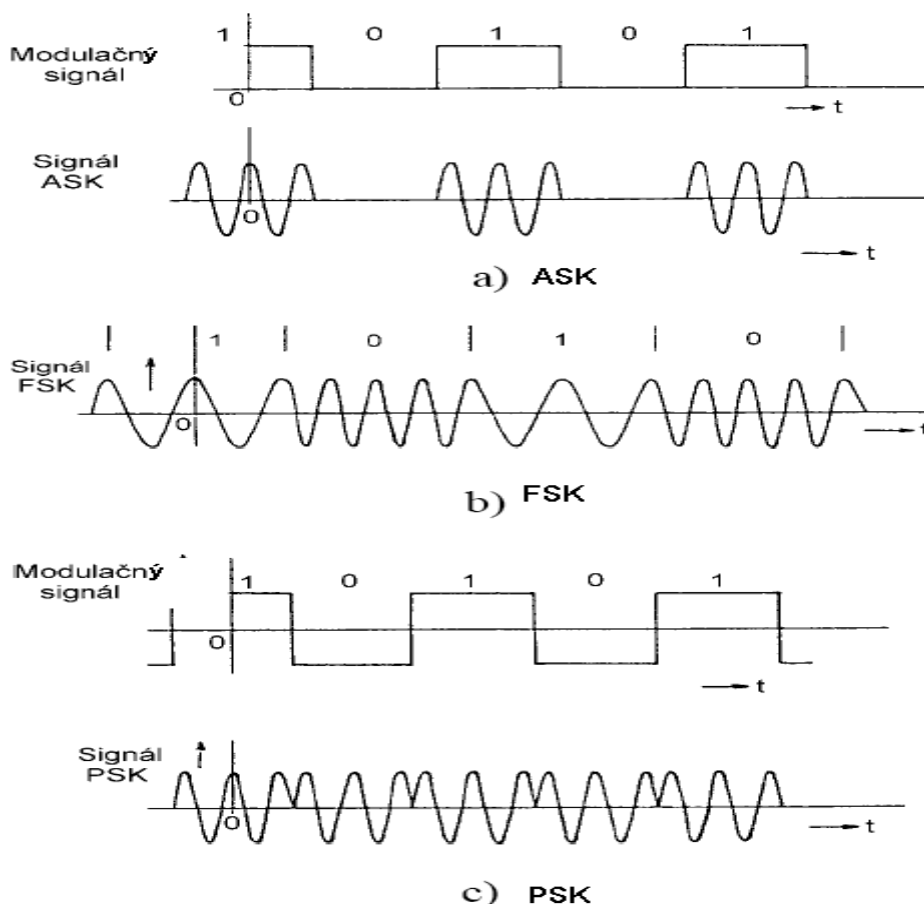 1 0 1 0 1
Modulačný
signál
0
t
Signál
ASK
0
t
a) ASK
1 0 1 0
Signál
FSK
0
t
b) FSK
Modulačný
signál
1 0 1 0 1
0
t
Signál
PSK
0
t
c) PSK